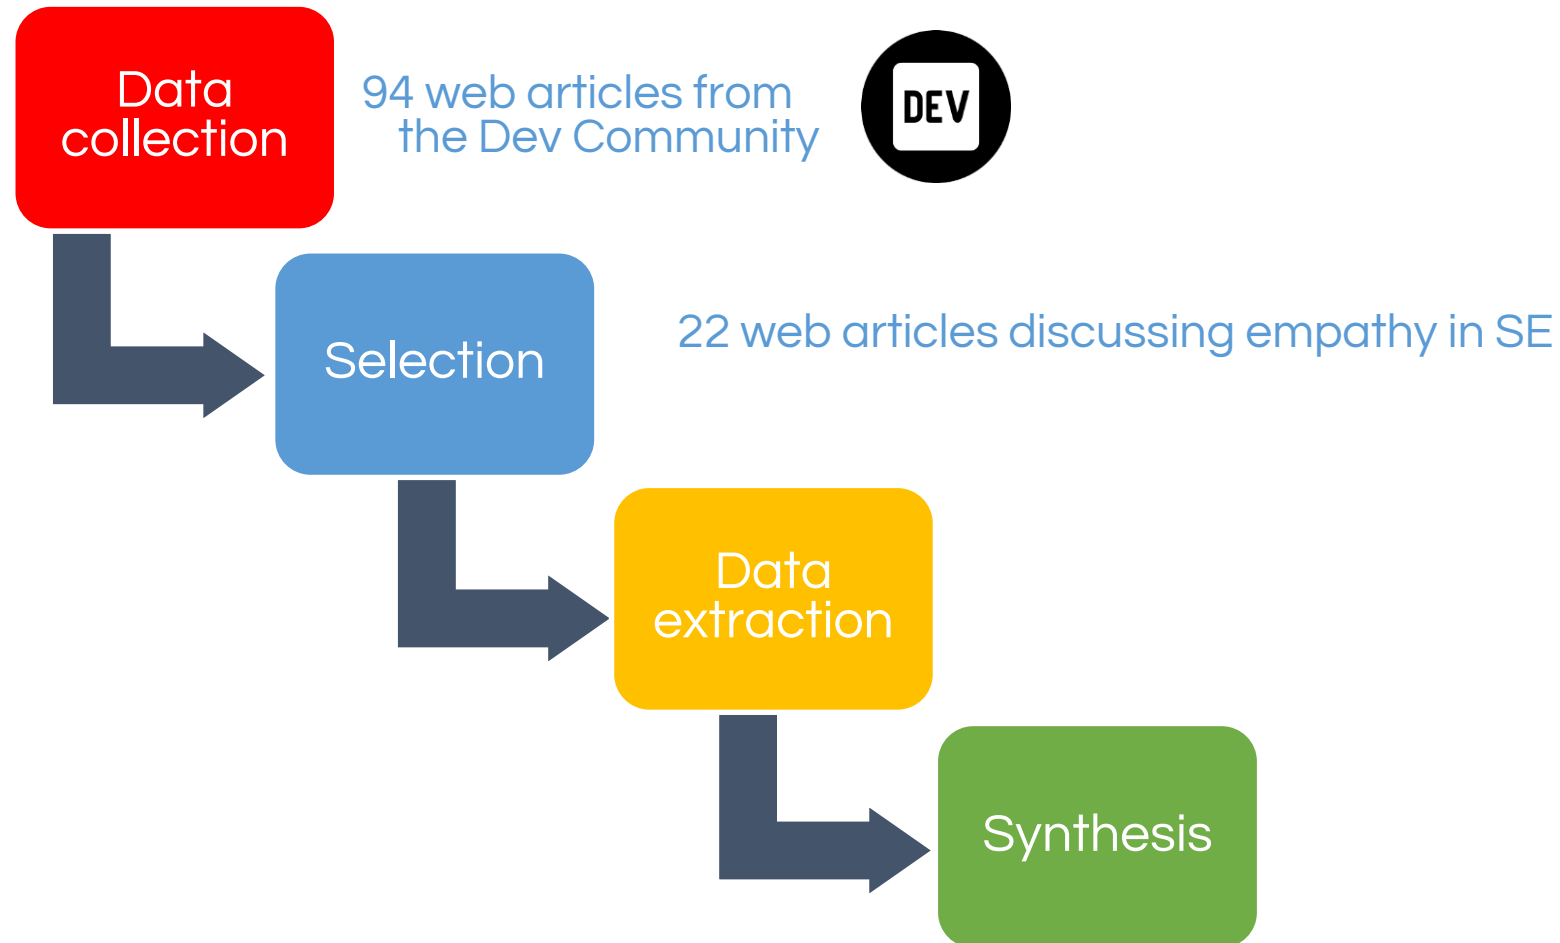 Data
collection
94 web articles from
the Dev Community
DEV
Selection
22 web articles discussing empathy in SE
Data
extraction
Synthesis